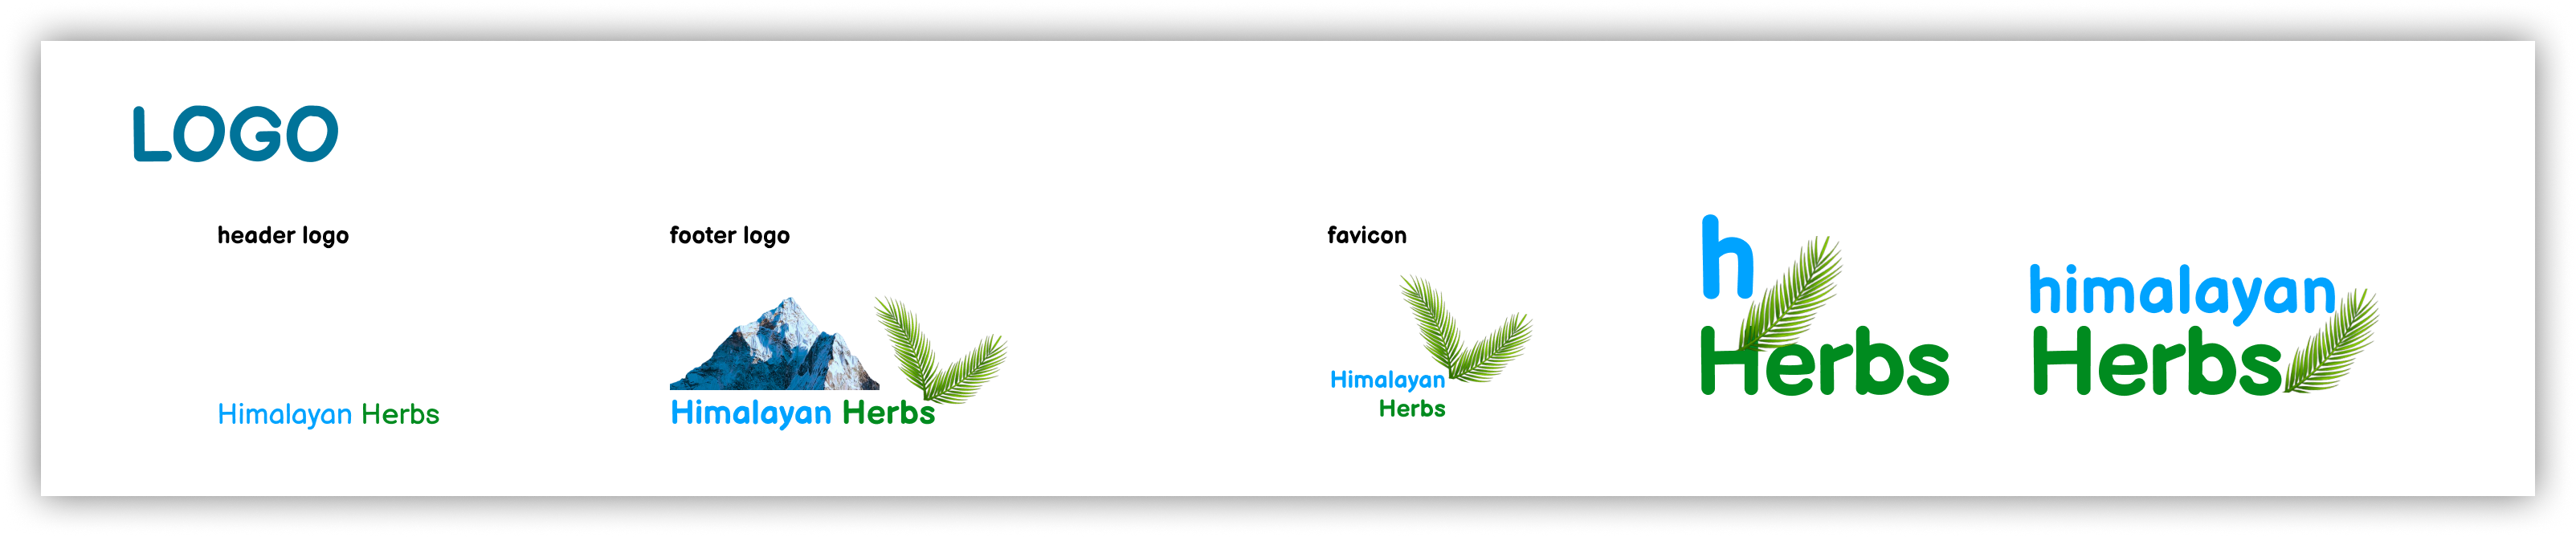 LOGO
header logo
Himalayan Herbs
footer logo
Himalayan Herbs
favicon
Himalayan
Herbs
h
Herbs
himalayan
Herbs